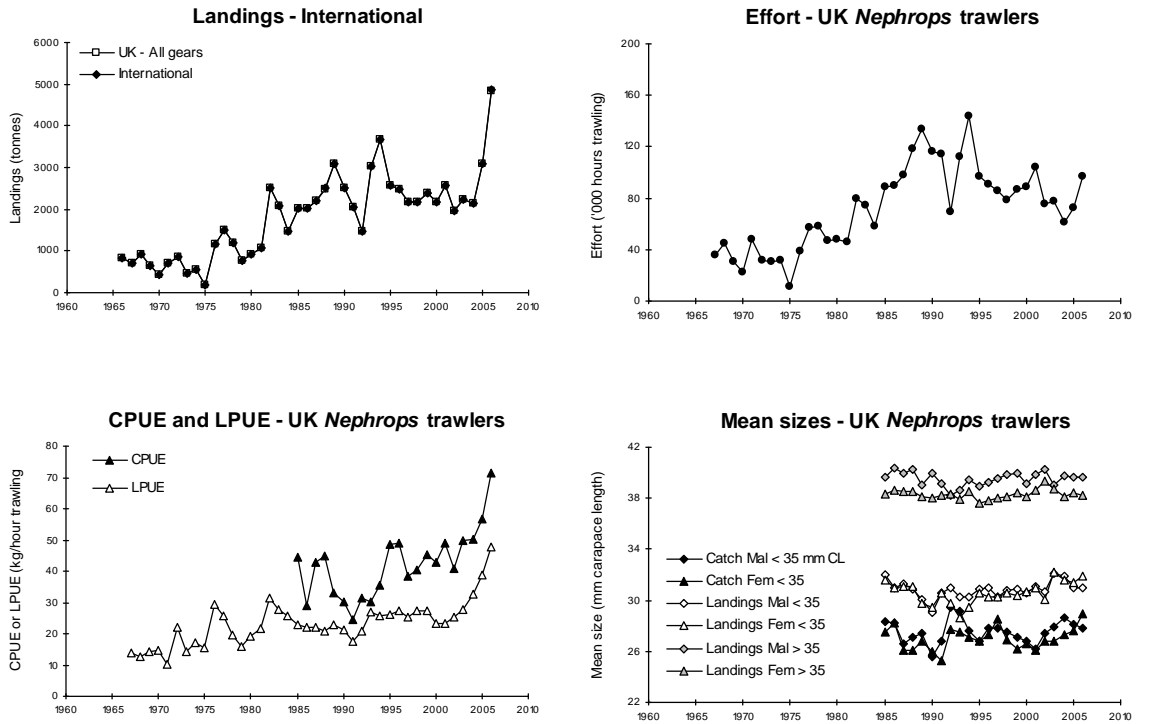 Landings - International
Landings (tonnes)
6000
5000
4000
3000
2000
1000
0
1960 1965 1970 1975 1980 1985 1990 1995 2000 2005 2010
UK - All gears
International
Effort - UK Nephrops trawlers
Effort ('000 hours trawling)
200
160
120
80
40
0
1960 1965 1970 1975 1980 1985 1990 1995 2000 2005 2010
CPUE and LPUE - UK Nephrops trawlers
CPUE or LPUE (kg/hour trawling
80
70
60
50
40
30
20
10
0
1960 1965 1970 1975 1980 1985 1990 1995 2000 2005 2010
CPUE
LPUE
Mean sizes - UK Nephrops trawlers
Mean size (mm carapace length)
42
38
34
30
26
22
1960 1965 1970 1975 1980 1985 1990 1995 2000 2005 2010
Catch Mal < 35 mm CL
Catch Fem < 35
Landings Mal < 35
Landings Fem < 35
Landings Mal > 35
Landings Fem > 35